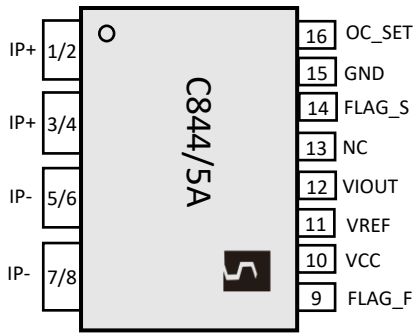 16 OC_SET
IP+ 1/2
15 GND
14 FLAG_S
IP+ 3/4
13 NC
C844/5A
12 VIOUT
IP- 5/6
11 VREF
10 VCC
IP- 7/8
9 FLAG_F